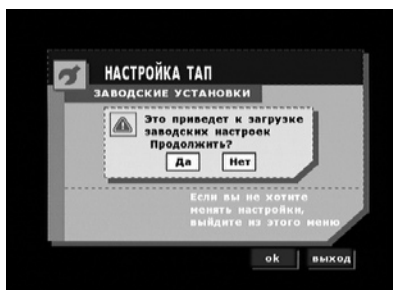 НАСТРОЙКА ТАП
ЗАВОДСКИЕ УСТАНОВКИ
Это приведет к загрузке
заводских настроек
Продолжить?
Да Нет
Если вы не хотите
менять настройки,
выйдите из этого меню
ok выход